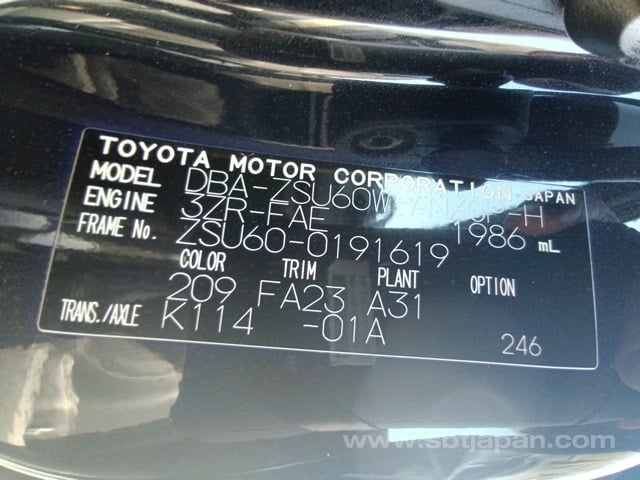 TOYOTA MOTOR CORPORATION JAPAN
MODEL DBA-ZSU60W-ANXSP-H
ENGINE 3ZR-FAE 1986 mL
FRAME No. ZSU60-0191619
COLOR TRIM PLANT OPTION
209 FA23 A31
TRANS./AXLE K114 -01A
246
www.sbtjapan.com